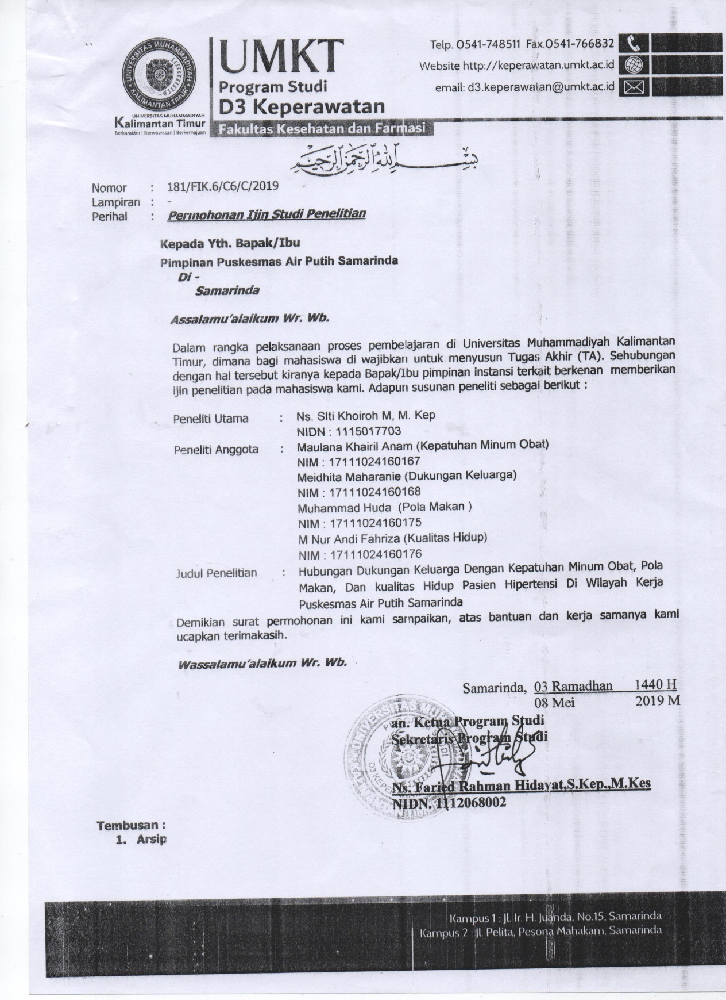 UNIVERSITAS MUHAMMADIYAH
KALIMANTAN TIMUR
UNIVERSITAS MUHAMMADIYAH
Kalimantan Timur
Berkarakter | Berwawasan | Berkemajuan
UMKT
Program Studi
D3 Keperawatan
Fakultas Kesehatan dan Farmasi
Telp. 0541-748511 Fax.0541-766832
Website http://keperawatan.umkt.ac.id
email: d3.keperawatan@umkt.ac.id
بِسْمِ اللهِ الرَّحْمٰنِ الرَّحِيْمِ
Nomor : 181/FIK.6/C6/C/2019
Lampiran : -
Perihal : Permohonan Ijin Studi Penelitian
Kepada Yth. Bapak/Ibu
Pimpinan Puskesmas Air Putih Samarinda
Di -
Samarinda
Assalamu'alaikum Wr. Wb.
Dalam rangka pelaksanaan proses pembelajaran di Universitas Muhammadiyah Kalimantan
Timur, dimana bagi mahasiswa di wajibkan untuk menyusun Tugas Akhir (TA). Sehubungan
dengan hal tersebut kiranya kepada Bapak/Ibu pimpinan instansi terkait berkenan memberikan
ijin penelitian pada mahasiswa kami. Adapun susunan peneliti sebagai berikut :
Peneliti Utama : Ns. SIti Khoiroh M, M. Kep
NIDN : 1115017703
Peneliti Anggota : Maulana Khairil Anam (Kepatuhan Minum Obat)
NIM : 17111024160167
Meidhita Maharanie (Dukungan Keluarga)
NIM : 17111024160168
Muhammad Huda (Pola Makan )
NIM : 17111024160175
M Nur Andi Fahriza (Kualitas Hidup)
NIM : 17111024160176
Judul Penelitian : Hubungan Dukungan Keluarga Dengan Kepatuhan Minum Obat, Pola
Makan, Dan kualitas Hidup Pasien Hipertensi Di Wilayah Kerja
Puskesmas Air Putih Samarinda
Demikian surat permohonan ini kami sampaikan, atas bantuan dan kerja samanya kami
ucapkan terimakasih.
Wassalamu'alaikum Wr. Wb.
Samarinda, 03 Ramadhan 1440 H
08 Mei 2019 M
an. Ketua Program Studi
Sekretaris Program Studi
Ns. Faried Rahman Hidayat,S.Kep.,M.Kes
NIDN. 1112068002
Tembusan :
1. Arsip
Kampus 1 : Jl. Ir. H. Juanda, No.15, Samarinda
Kampus 2 : Jl. Pelita, Pesona Mahakam, Samarinda